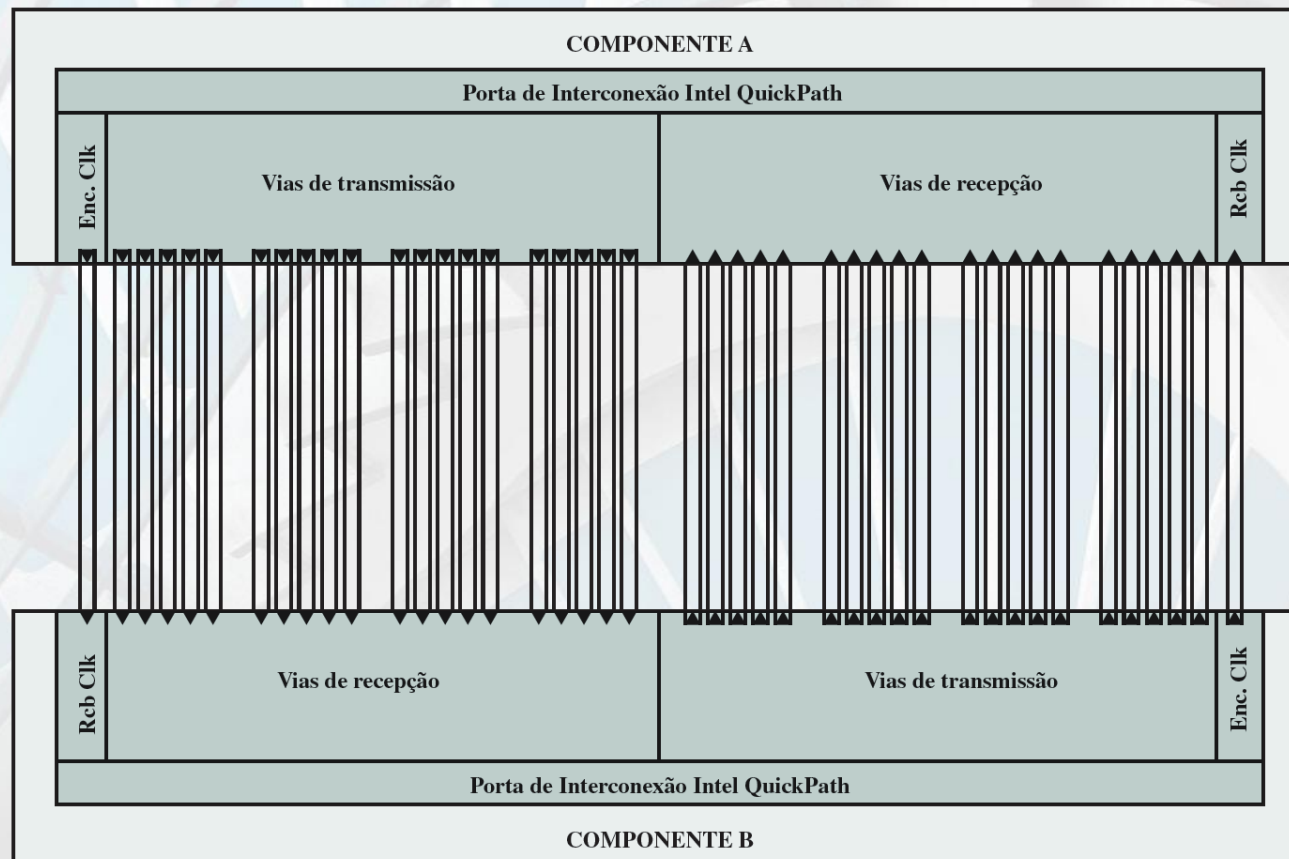 COMPONENTE A
Porta de Interconexão Intel QuickPath
Enc. Clk
Vias de transmissão
Vias de recepção
Rcb Clk
Rcb Clk
Vias de recepção
Vias de transmissão
Enc. Clk
Porta de Interconexão Intel QuickPath
COMPONENTE B